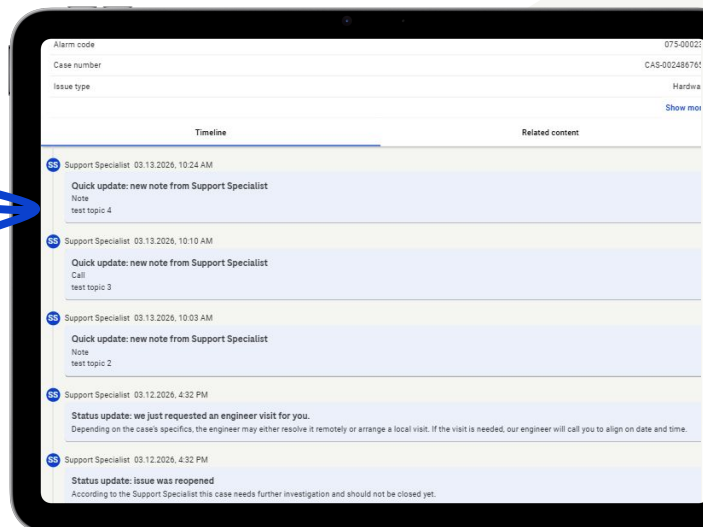 Alarm code 075-00023
Case number CAS-002486765
Issue type Hardwa
Show mor
Timeline Related content
SS Support Specialist 03.13.2026, 10:24 AM
Quick update: new note from Support Specialist
Note
test topic 4
SS Support Specialist 03.13.2026, 10:10 AM
Quick update: new note from Support Specialist
Call
test topic 3
SS Support Specialist 03.13.2026, 10:03 AM
Quick update: new note from Support Specialist
Note
test topic 2
SS Support Specialist 03.12.2026, 4:32 PM
Status update: we just requested an engineer visit for you.
Depending on the case's specifics, the engineer may either resolve it remotely or arrange a local visit. If the visit is needed, our engineer will call you to align on date and time.
SS Support Specialist 03.12.2026, 4:32 PM
Status update: issue was reopened
According to the Support Specialist this case needs further investigation and should not be closed yet.